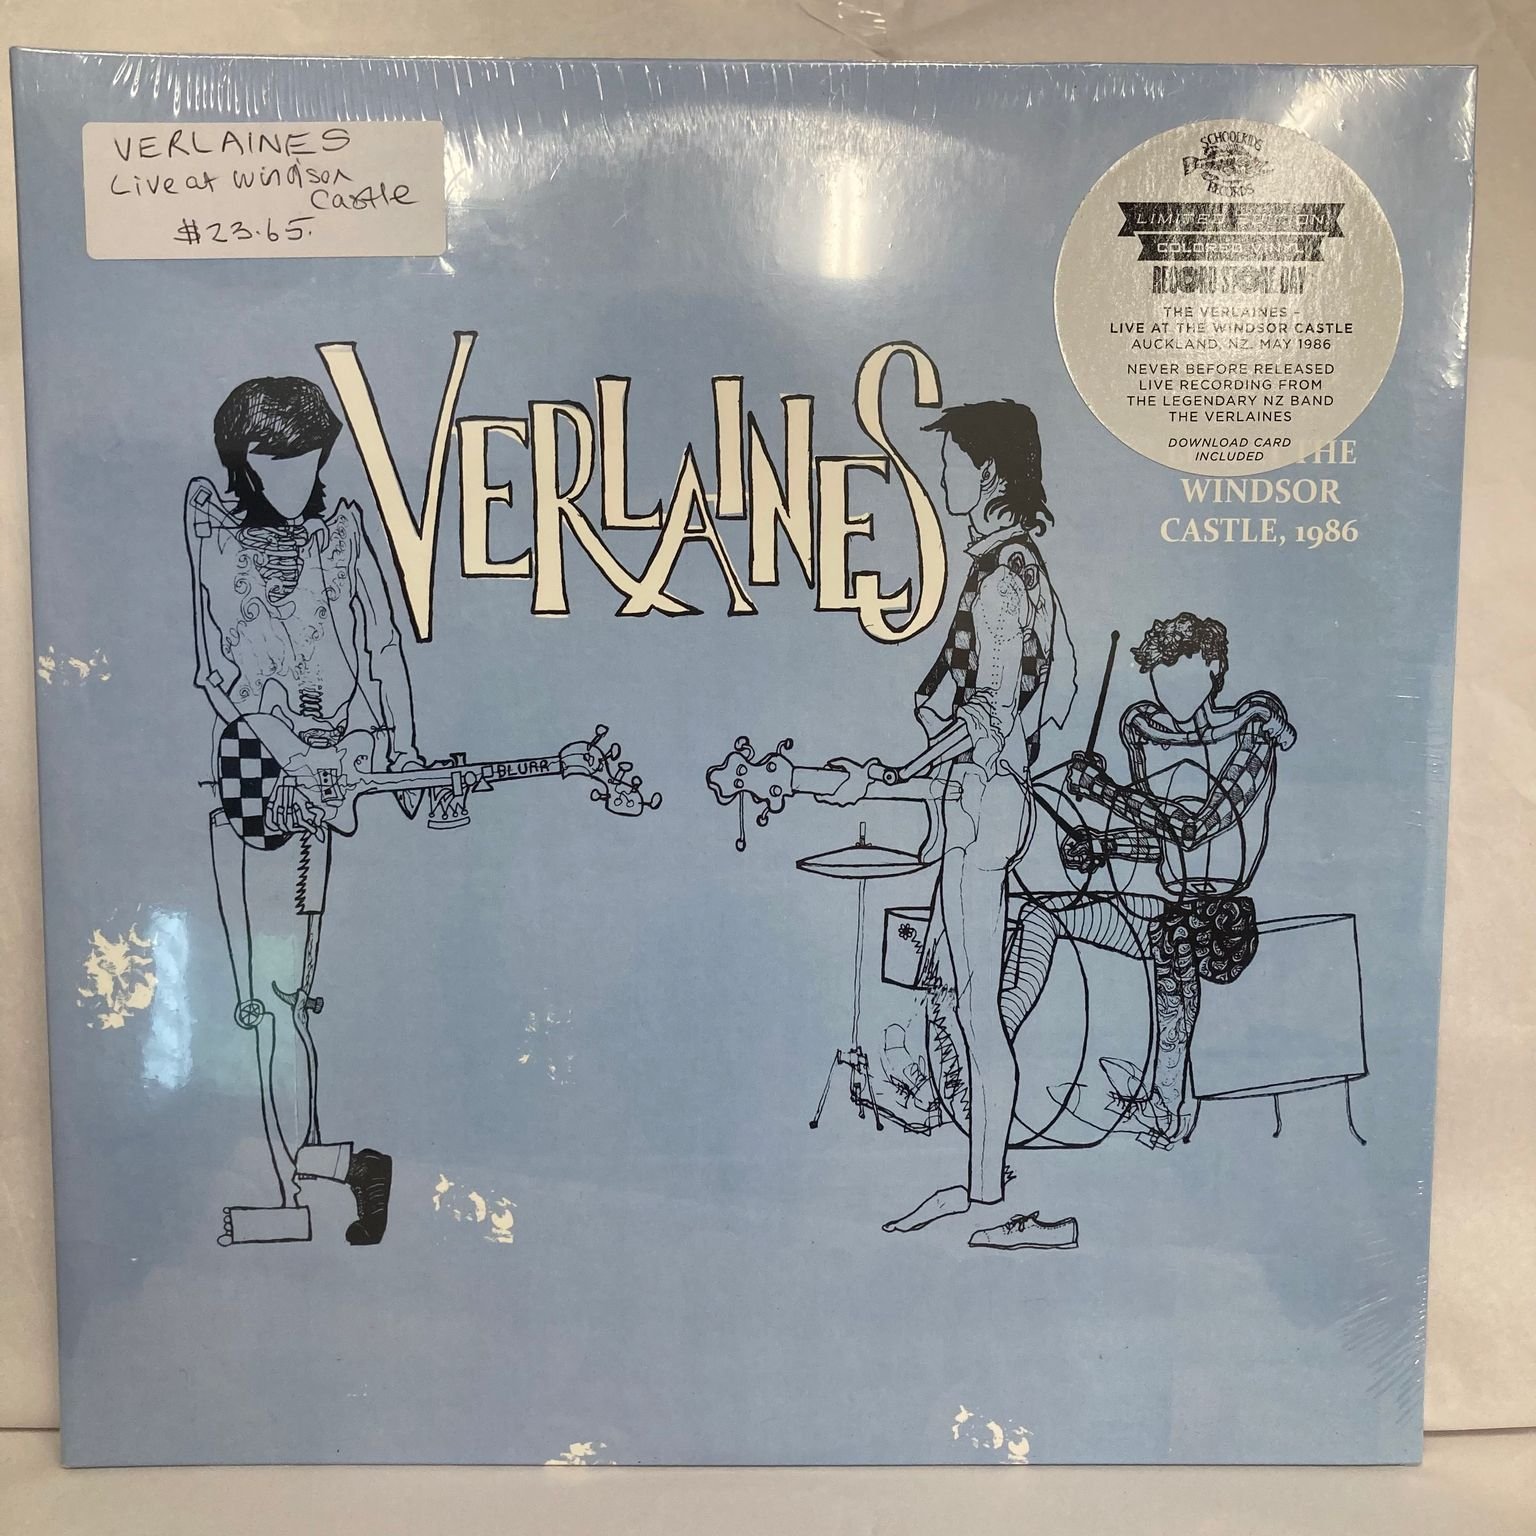 VERLAINES
Live at Windsor
Castle
$23.65.
SCHOOLKIDS
RECORDS
LIMITED EDITION
COLORED VINYL
RECORD STORE DAY
THE VERLAINES –
LIVE AT THE WINDSOR CASTLE
AUCKLAND, NZ. MAY 1986
NEVER BEFORE RELEASED
LIVE RECORDING FROM
THE LEGENDARY NZ BAND
THE VERLAINES
DOWNLOAD CARD
INCLUDED
VERLAINES
THE
WINDSOR
CASTLE, 1986
BLURR